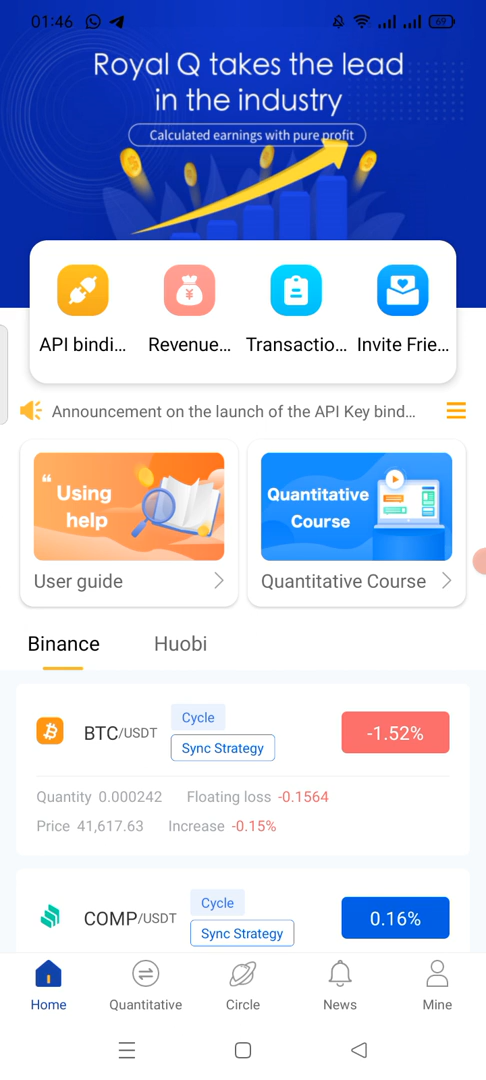 01:46
69
Royal Q takes the lead
in the industry
Calculated earnings with pure profit
¥
API bindi... Revenue... Transactio... Invite Frie...
Announcement on the launch of the API Key bind...
“ Using
help
Quantitative
Course
User guide
Quantitative Course
Binance Huobi
Cycle
BTC/USDT
Sync Strategy
-1.52%
Quantity 0.000242 Floating loss -0.1564
Price 41,617.63 Increase -0.15%
Cycle
COMP/USDT
Sync Strategy
0.16%
Home Quantitative Circle News Mine